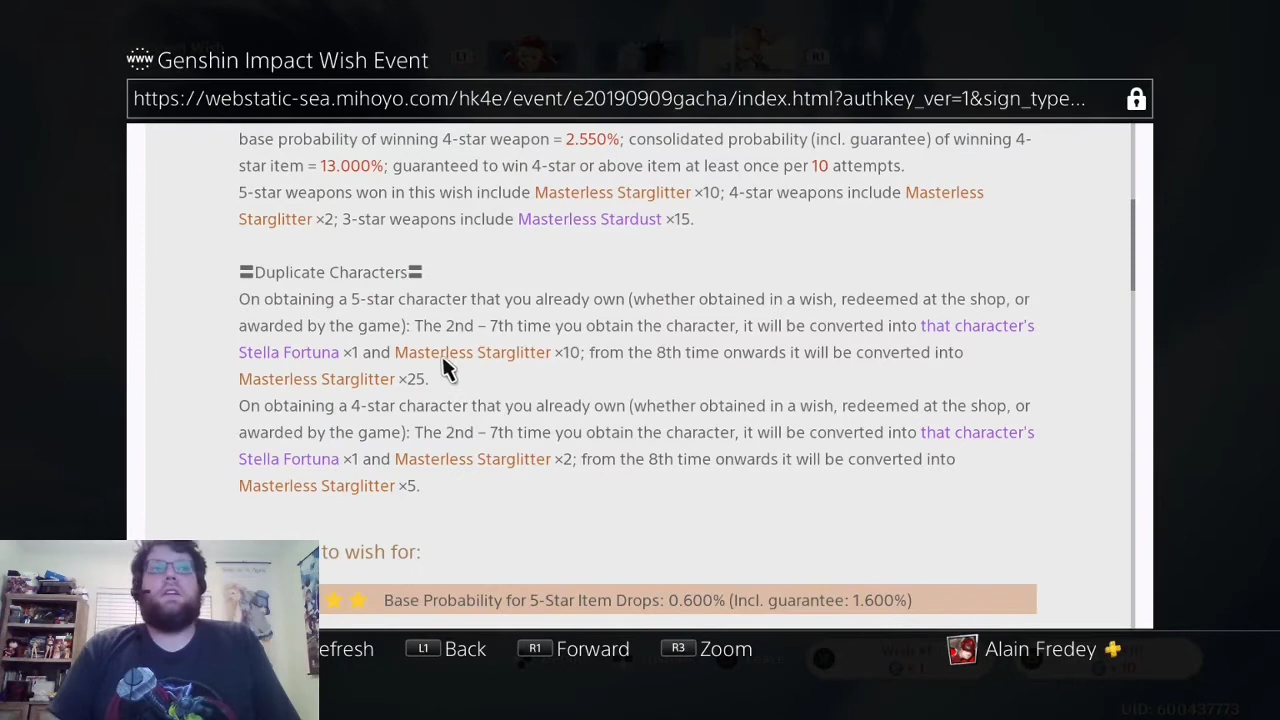 L1 R1
www Genshin Impact Wish Event
https://webstatic-sea.mihoyo.com/hk4e/event/e20190909gacha/index.html?authkey_ver=1&sign_type...
base probability of winning 4-star weapon = 2.550%; consolidated probability (incl. guarantee) of winning 4-
star item = 13.000%; guaranteed to win 4-star or above item at least once per 10 attempts.
5-star weapons won in this wish include Masterless Starglitter ×10; 4-star weapons include Masterless
Starglitter ×2; 3-star weapons include Masterless Stardust ×15.
〓Duplicate Characters〓
On obtaining a 5-star character that you already own (whether obtained in a wish, redeemed at the shop, or
awarded by the game): The 2nd – 7th time you obtain the character, it will be converted into that character's
Stella Fortuna ×1 and Masterless Starglitter ×10; from the 8th time onwards it will be converted into
Masterless Starglitter ×25.
On obtaining a 4-star character that you already own (whether obtained in a wish, redeemed at the shop, or
awarded by the game): The 2nd – 7th time you obtain the character, it will be converted into that character's
Stella Fortuna ×1 and Masterless Starglitter ×2; from the 8th time onwards it will be converted into
Masterless Starglitter ×5.
to wish for:
Base Probability for 5-Star Item Drops: 0.600% (Incl. guarantee: 1.600%)
efresh L1 Back R1 Forward R3 Zoom Alain Fredey
UID: 600437773